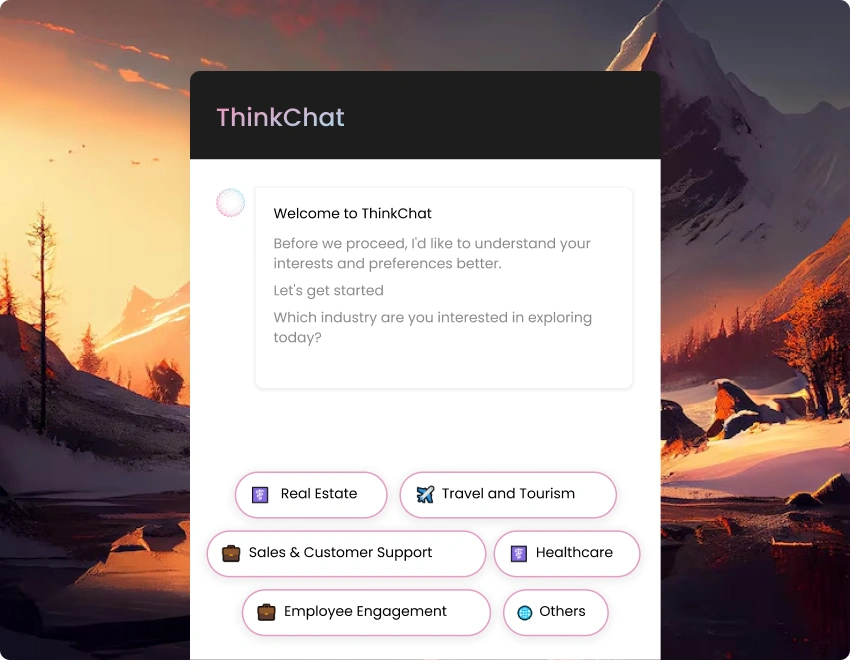 ThinkChat
Welcome to ThinkChat
Before we proceed, I'd like to understand your
interests and preferences better.
Let's get started
Which industry are you interested in exploring
today?
Real Estate
Travel and Tourism
Sales & Customer Support
Healthcare
Employee Engagement
Others